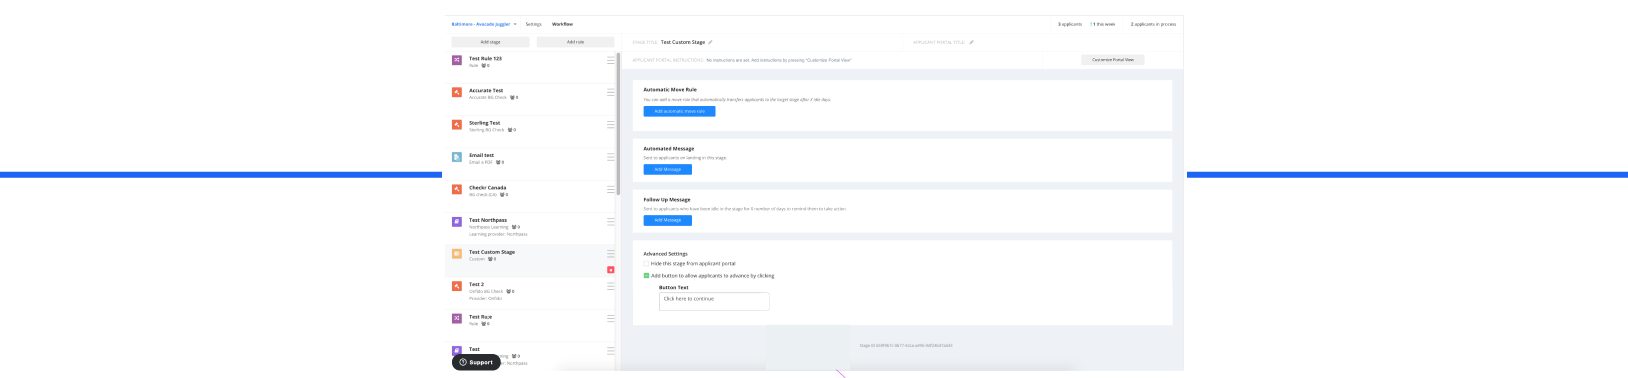 Baltimore - Avocado Juggler Settings Workflow
3 applicants 1 this week 2 applicants in process
Add stage Add rule
STAGE TITLE: Test Custom Stage APPLICANT PORTAL TITLE:
APPLICANT PORTAL INSTRUCTIONS: No instructions are set. Add instructions by pressing "Customize Portal View"
Customize Portal View
Test Rule 123
Rule 0
Accurate Test
Accurate BG Check 0
Sterling Test
Sterling BG Check 0
Email test
Email a PDF 0
Checkr Canada
BG check (CA) 0
Test Northpass
Northpass Learning 0
Learning provider: Northpass
Test Custom Stage
Custom 0
Test 2
Onfido BG Check 0
Provider: Onfido
Test Rule
Rule 0
Test
Northpass
Support
Automatic Move Rule
You can add a move rule that automatically transfers applicants to the target stage after X idle days.
Add automatic move rule
Automated Message
Sent to applicants on landing in this stage.
Add Message
Follow Up Message
Sent to applicants who have been idle in the stage for X number of days to remind them to take action.
Add Message
Advanced Settings
Hide this stage from applicant portal
Add button to allow applicants to advance by clicking
Button Text
Click here to continue.
Stage ID